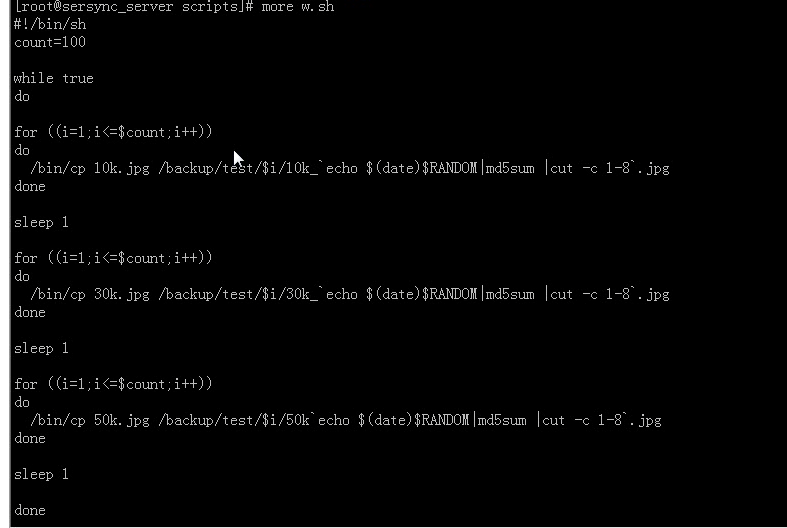 [root@sersync_server scripts]# more w.sh
#!/bin/sh
count=100
while true
do
for ((i=1;i<=$count;i++))
do
/bin/cp 10k.jpg /backup/test/$i/10k_`echo $(date)$RANDOM|md5sum |cut -c 1-8`.jpg
done
sleep 1
for ((i=1;i<=$count;i++))
do
/bin/cp 30k.jpg /backup/test/$i/30k_`echo $(date)$RANDOM|md5sum |cut -c 1-8`.jpg
done
sleep 1
for ((i=1;i<=$count;i++))
do
/bin/cp 50k.jpg /backup/test/$i/50k`echo $(date)$RANDOM|md5sum |cut -c 1-8`.jpg
done
sleep 1
done